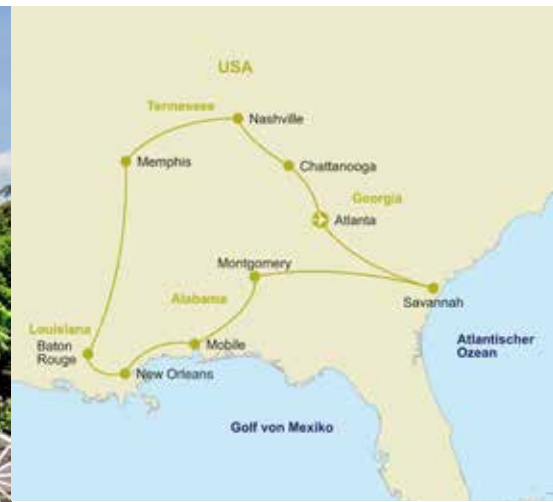 USA
Tennessee
Nashville
Memphis
Chattanooga
Georgia
Atlanta
Montgomery
Alabama
Savannah
Louisiana
Baton
Rouge
Mobile
New Orleans
Atlantischer
Ozean
Golf von Mexiko